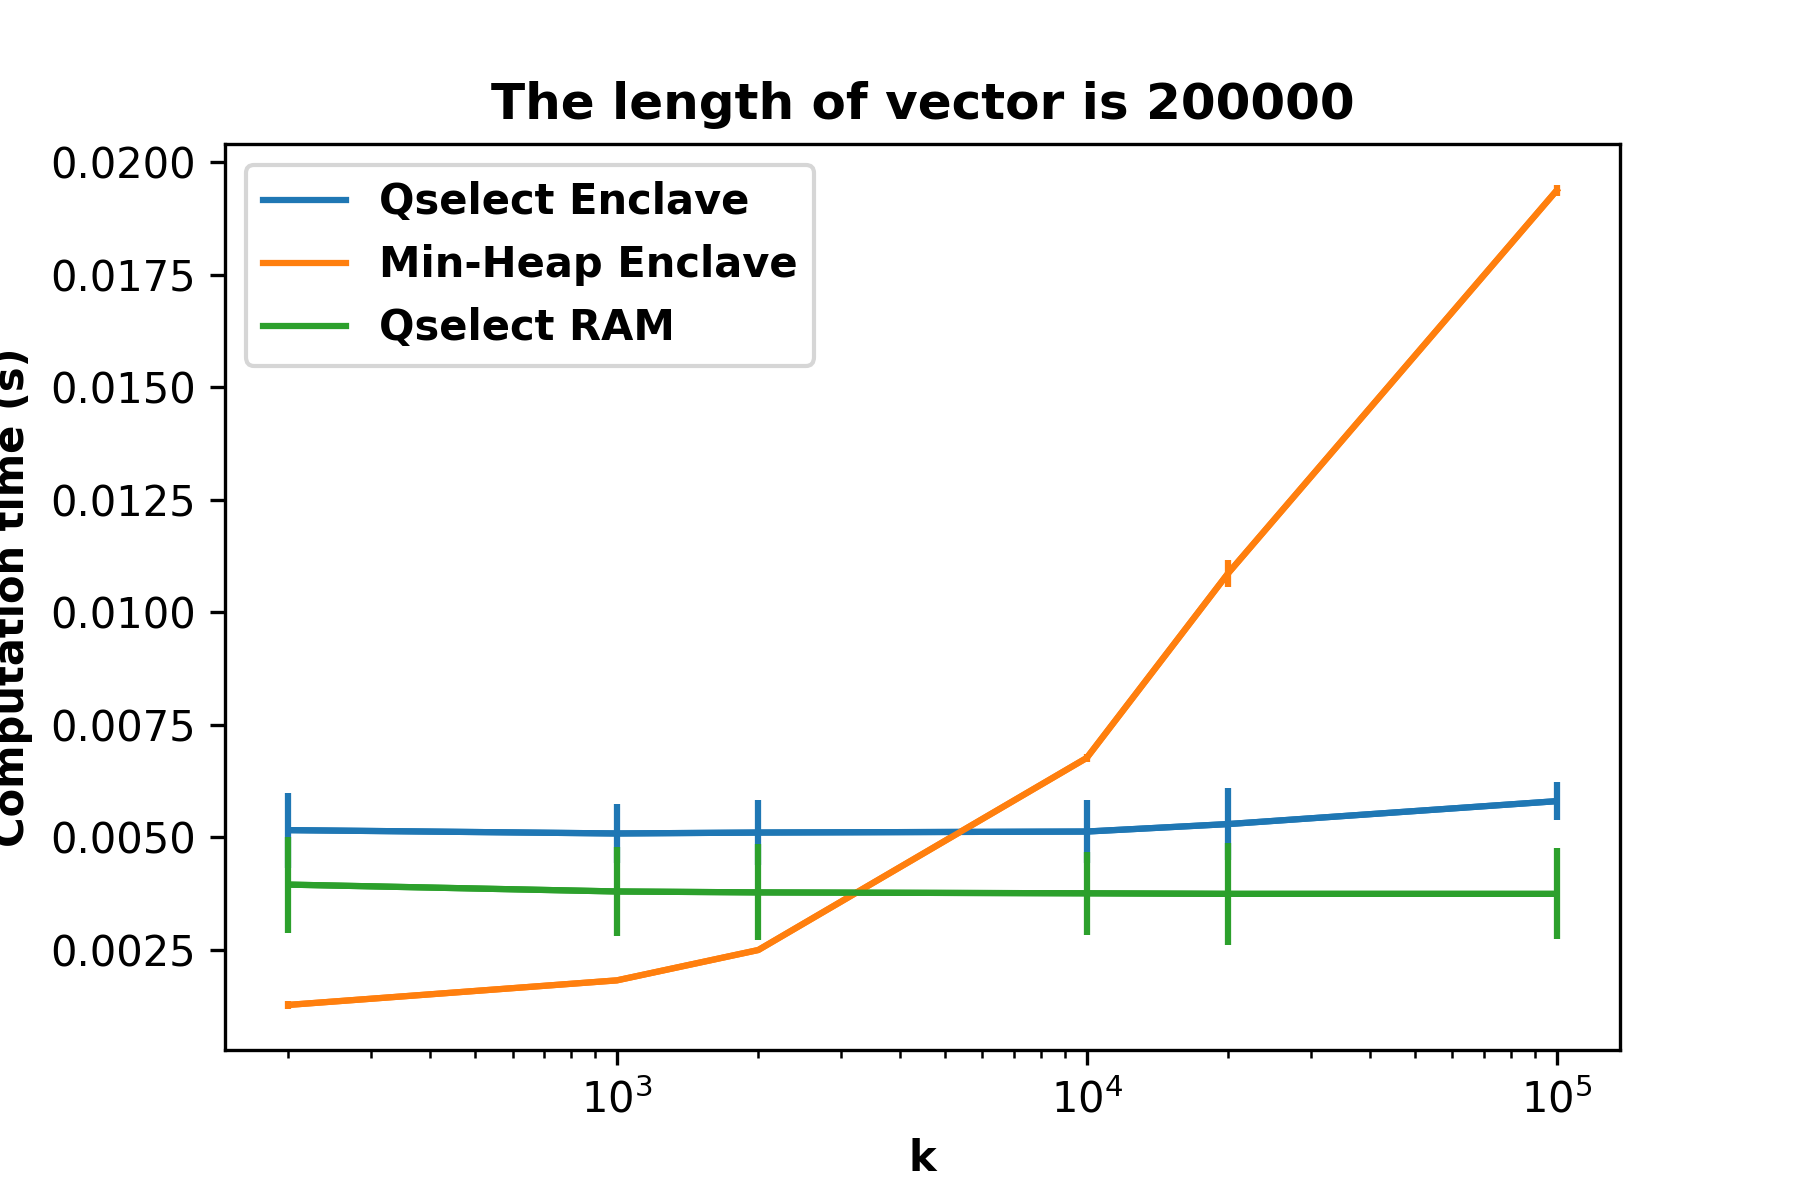 The length of vector is 200000
Computation time (s)
0.0200
0.0175
0.0150
0.0125
0.0100
0.0075
0.0050
0.0025
Qselect Enclave
Min-Heap Enclave
Qselect RAM
10³
10⁴
10⁵
k